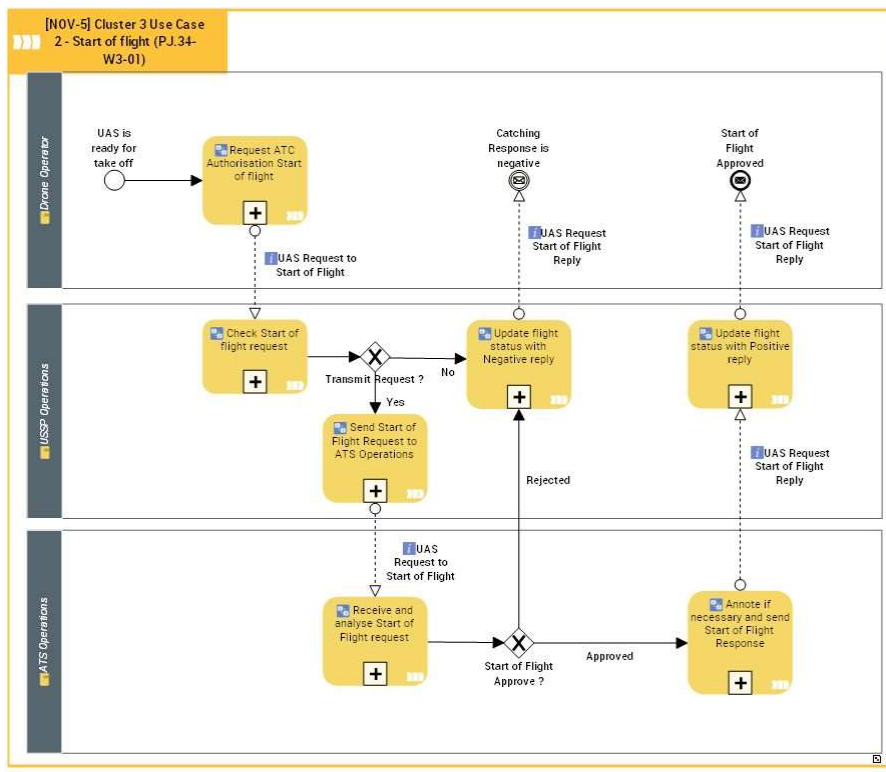 [NOV-5] Cluster 3 Use Case
2 - Start of flight (PJ.34-
W3-01)
Drone Operator
UAS is
ready for
take off
Request ATC
Authorisation Start
of flight
Catching
Response is
negative
Start of
Flight
Approved
UAS Request to
Start of Flight
UAS Request
Start of Flight
Reply
UAS Request
Start of Flight
Reply
USSP Operations
Check Start of
flight request
Transmit Request ?
No
Yes
Update flight
status with
Negative reply
Update flight
status with Positive
reply
Send Start of
Flight Request to
ATS Operations
Rejected
UAS Request
Start of Flight
Reply
ATS Operations
UAS
Request to
Start of Flight
Receive and
analyse Start of
Flight request
Start of Flight
Approve ?
Approved
Annote if
necessary and send
Start of Flight
Response